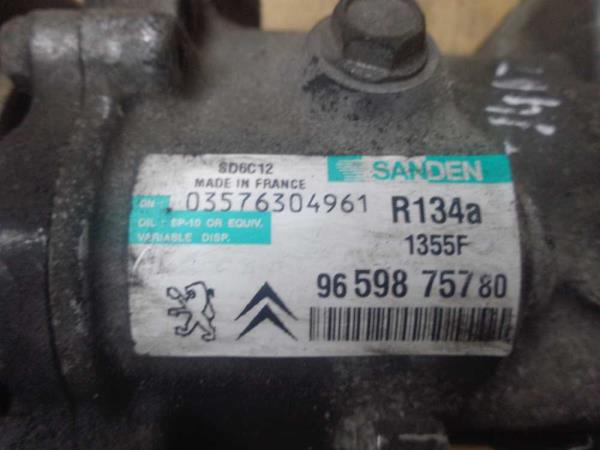 SD6C12
MADE IN FRANCE
SANDEN
ON: 03576304961
R134a
OIL: SP-10 OR EQUIV.
VARIABLE DISP.
1355F
96 598 757 80